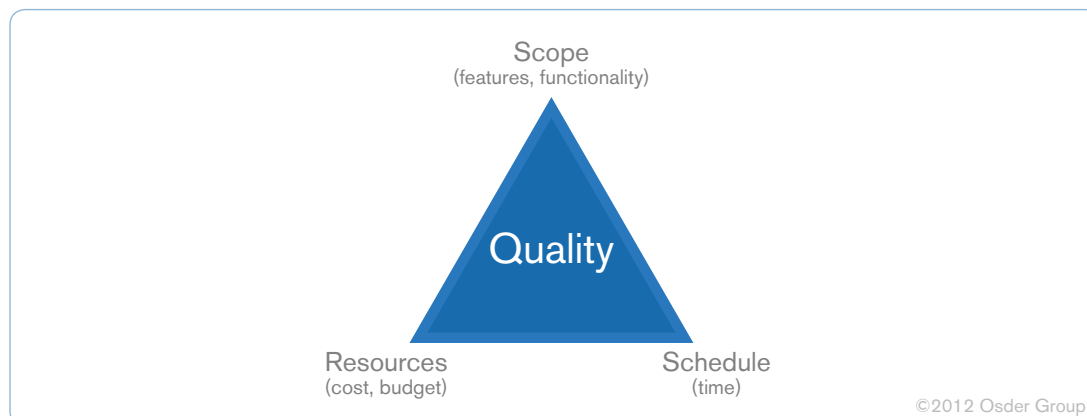 Scope
(features, functionality)
Quality
Resources
(cost, budget)
Schedule
(time)
©2012 Osder Group